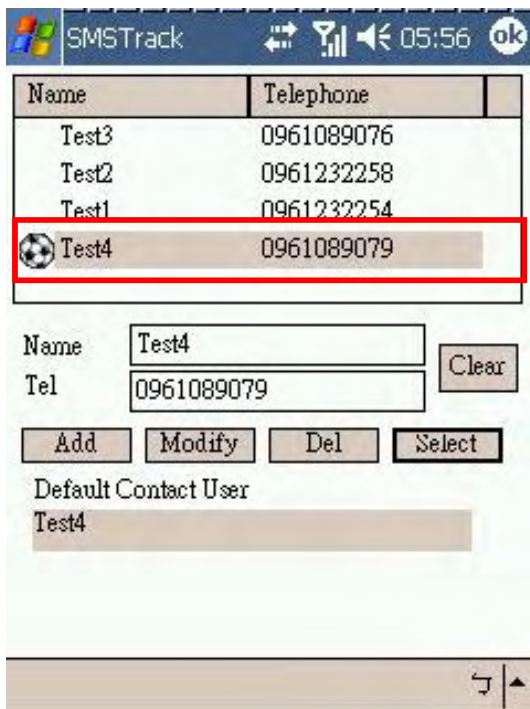 SMSTrack 05:56 ok
Name Telephone
Test3 0961089076
Test2 0961232258
Test1 0961232254
Test4 0961089079
Name Test4
Clear
Tel 0961089079
Add Modify Del Select
Default Contact User
Test4
ㄅ